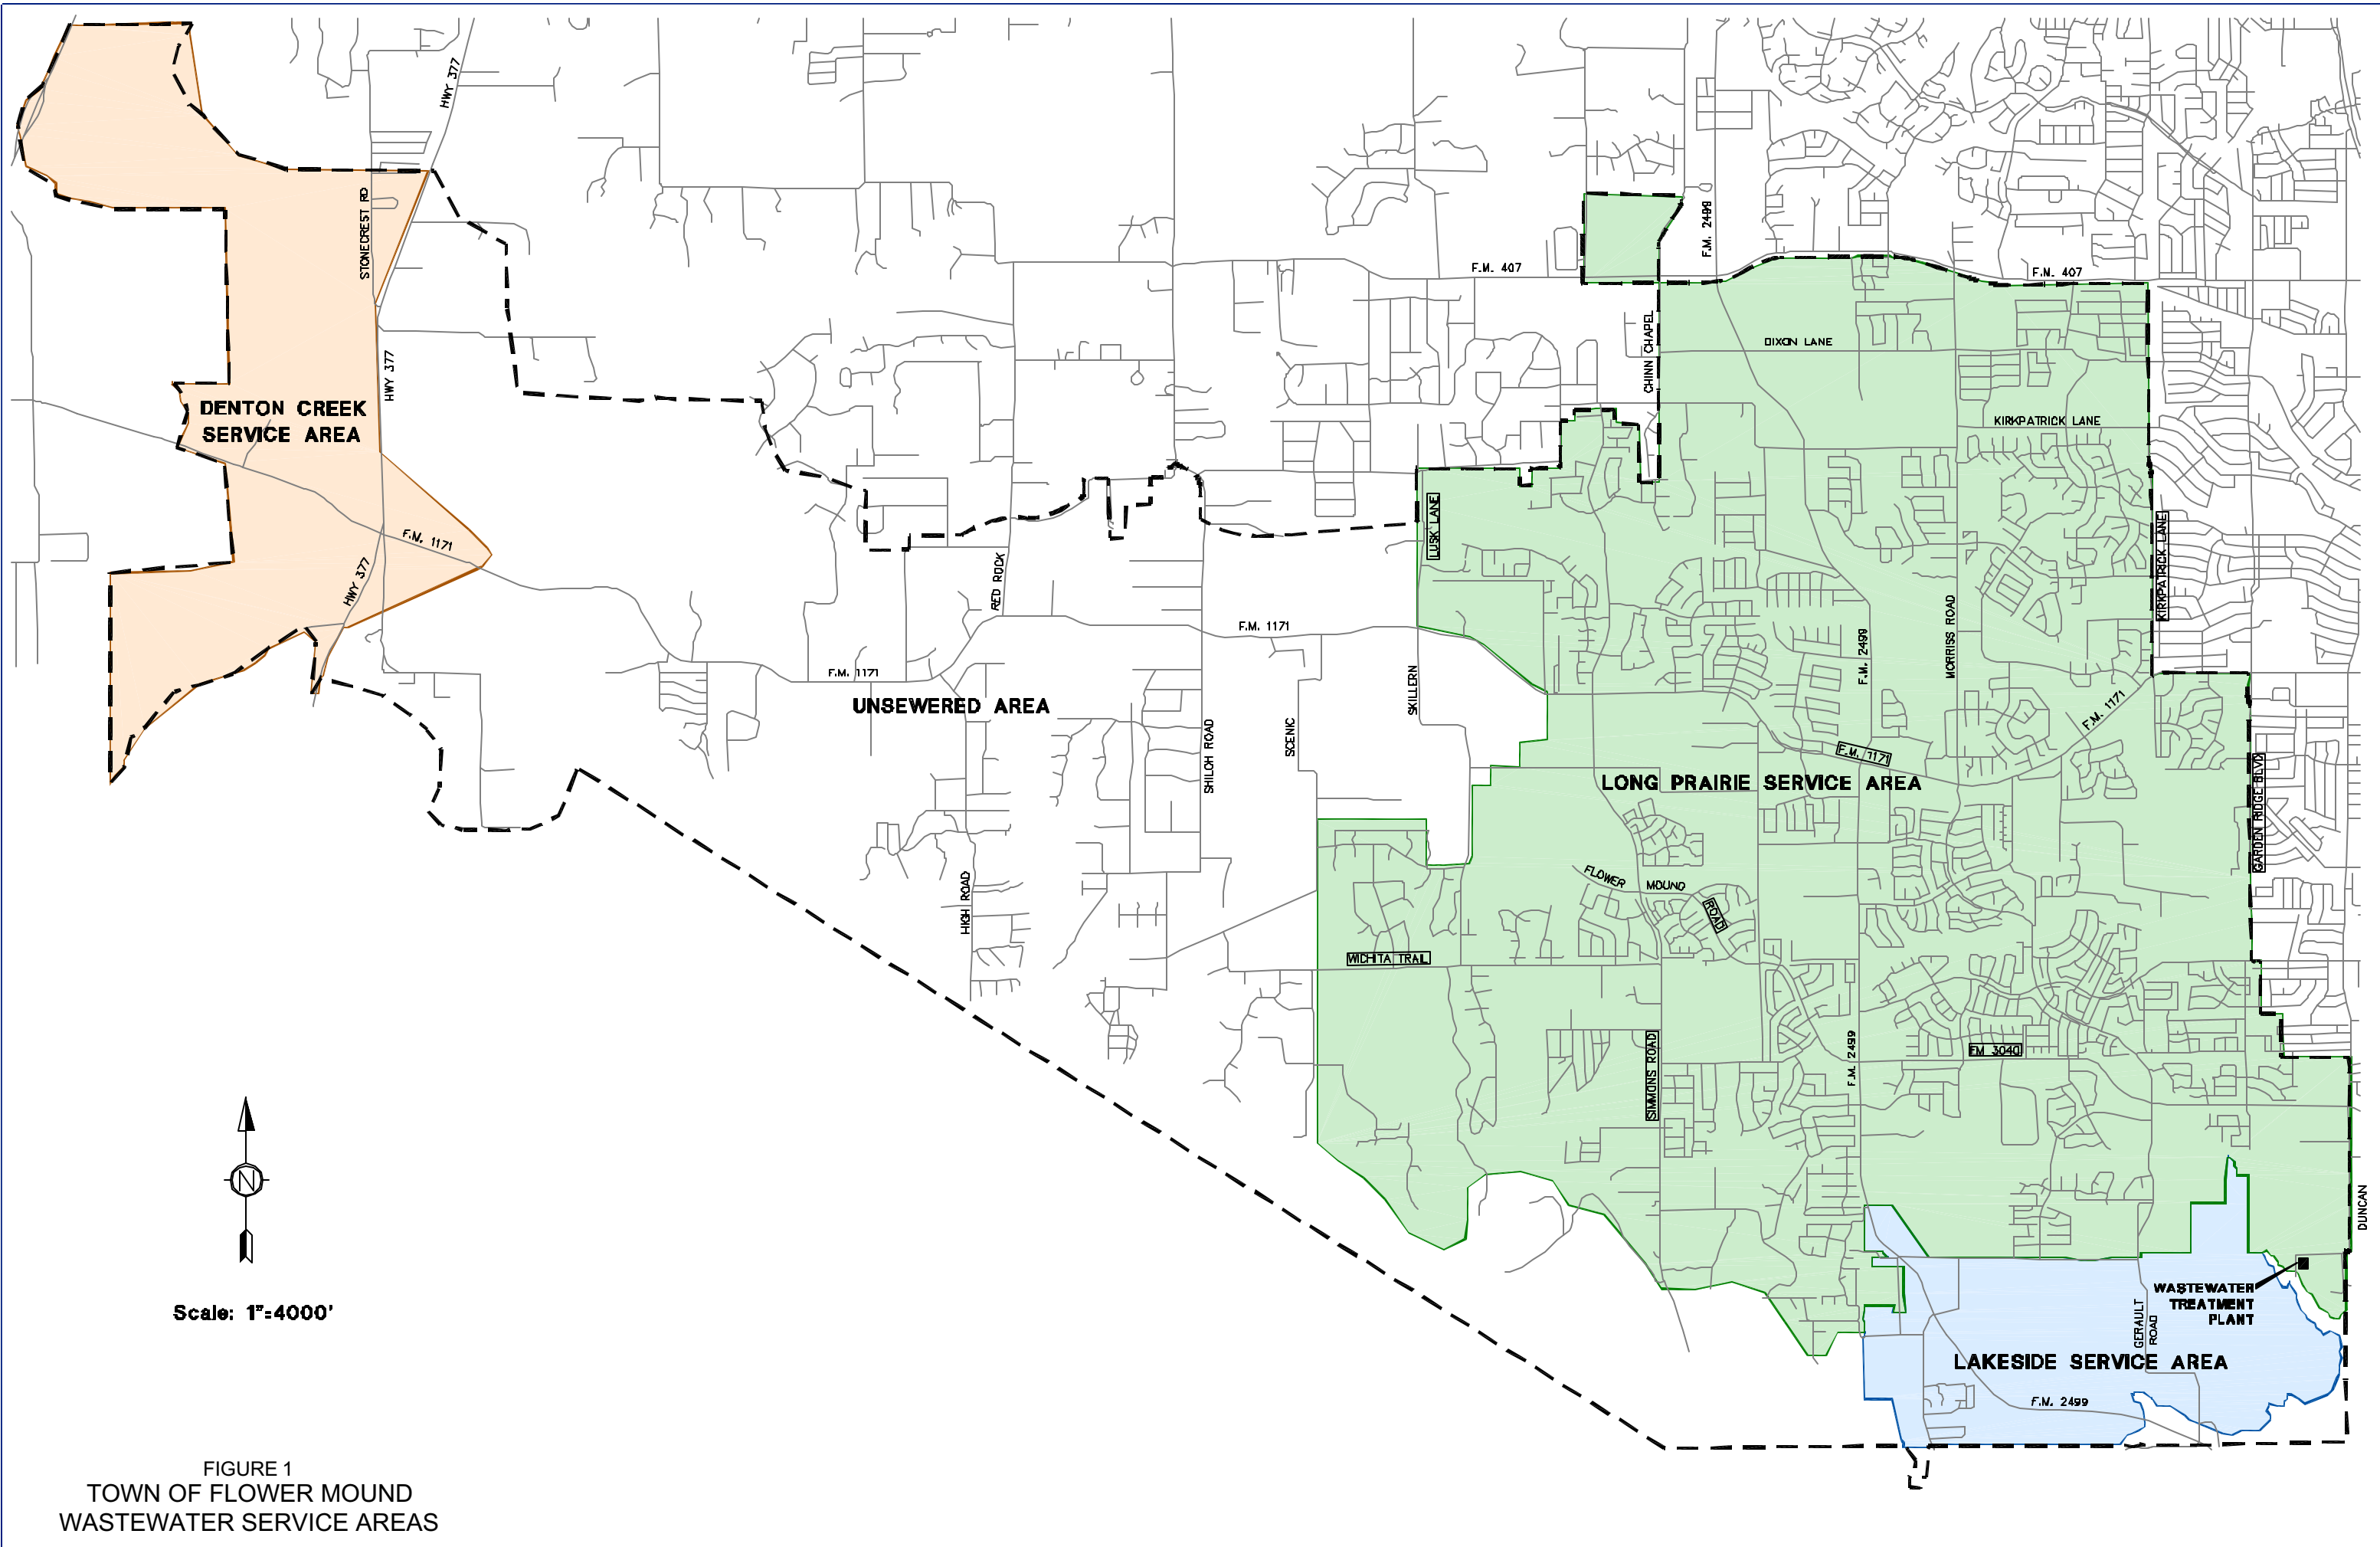 HWY 377
STONECREST RD
F.M. 2499
F.M. 407
F.M. 407
CHINN CHAPEL
DIXON LANE
HWY 377
DENTON CREEK
SERVICE AREA
KIRKPATRICK LANE
LUSK LANE
KIRKPATRICK LANE
F.M. 1171
HWY 377
RED ROCK
F.M. 1171
F.M. 2499
MORRISS ROAD
F.M. 1171
SKILLERN
F.M. 1171
UNSEWERED AREA
SHILOH ROAD
SCENIC
F.M. 1171
LONG PRAIRIE SERVICE AREA
GARDEN RIDGE BLVD
FLOWER MOUND ROAD
HIGH ROAD
WICHITA TRAIL
SIMMONS ROAD
F.M. 2499
FM 3040
N
DUNCAN
Scale: 1"=4000'
WASTEWATER
TREATMENT
PLANT
GERAULT
ROAD
LAKESIDE SERVICE AREA
F.M. 2499
FIGURE 1
TOWN OF FLOWER MOUND
WASTEWATER SERVICE AREAS